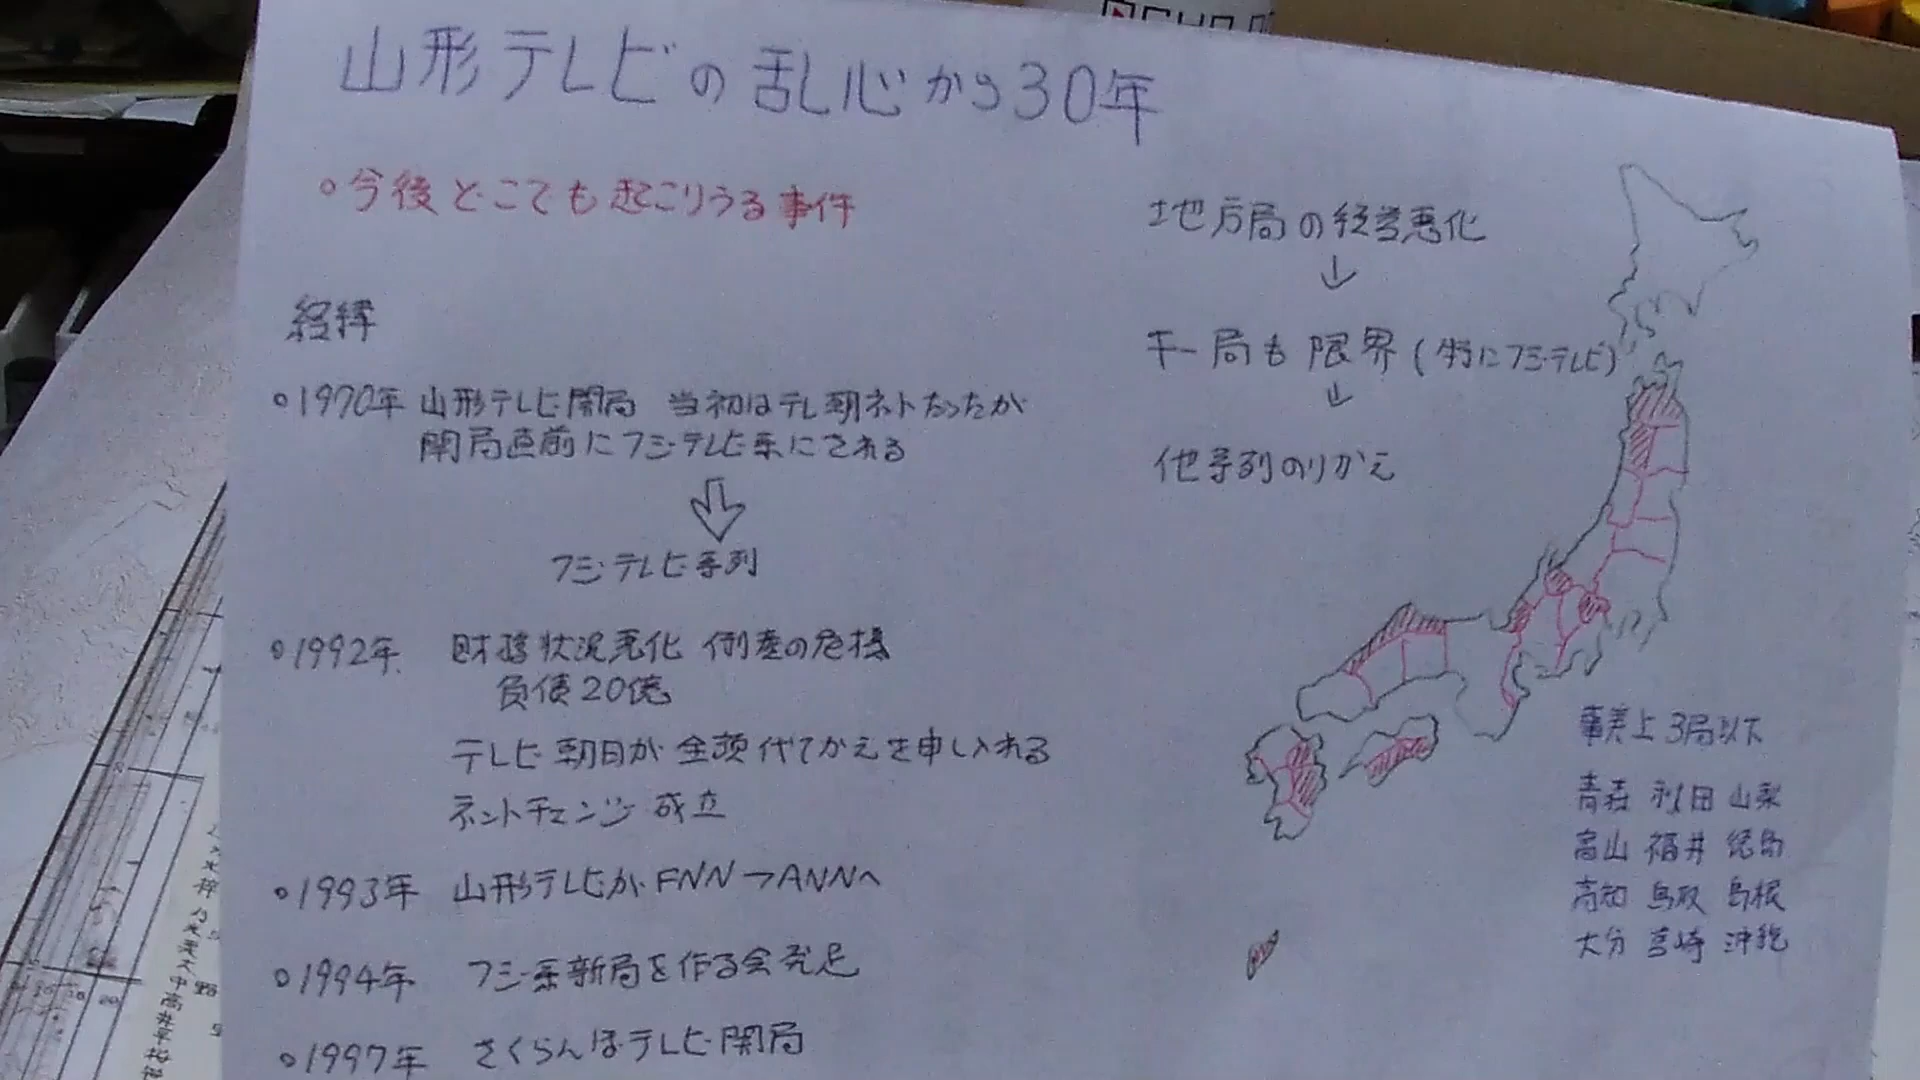 山形テレビの乱心から30年
○今後どこでも起こりうる事件
経緯
○1970年 山形テレビ開局 当初はテレ朝ネトだったが
開局直前にフジテレビ系にされる
フジテレビ系列
○1992年 財務状況悪化 倒産の危機
負債20億
テレビ朝日が全額代てかえを申し入れる
ネットチェンジ成立
○1993年 山形テレビがFNN→ANNへ
○1994年 フジ系新局を作る会発足
○1997年 さくらんぼテレビ開局
地方局の経営悪化
↓
キー局も限界(特にフジテレビ)
↓
他系列のりかえ
事実上3局以下
青森 秋田 山梨
富山 福井 徳島
高知 鳥取 島根
大分 宮崎 沖縄